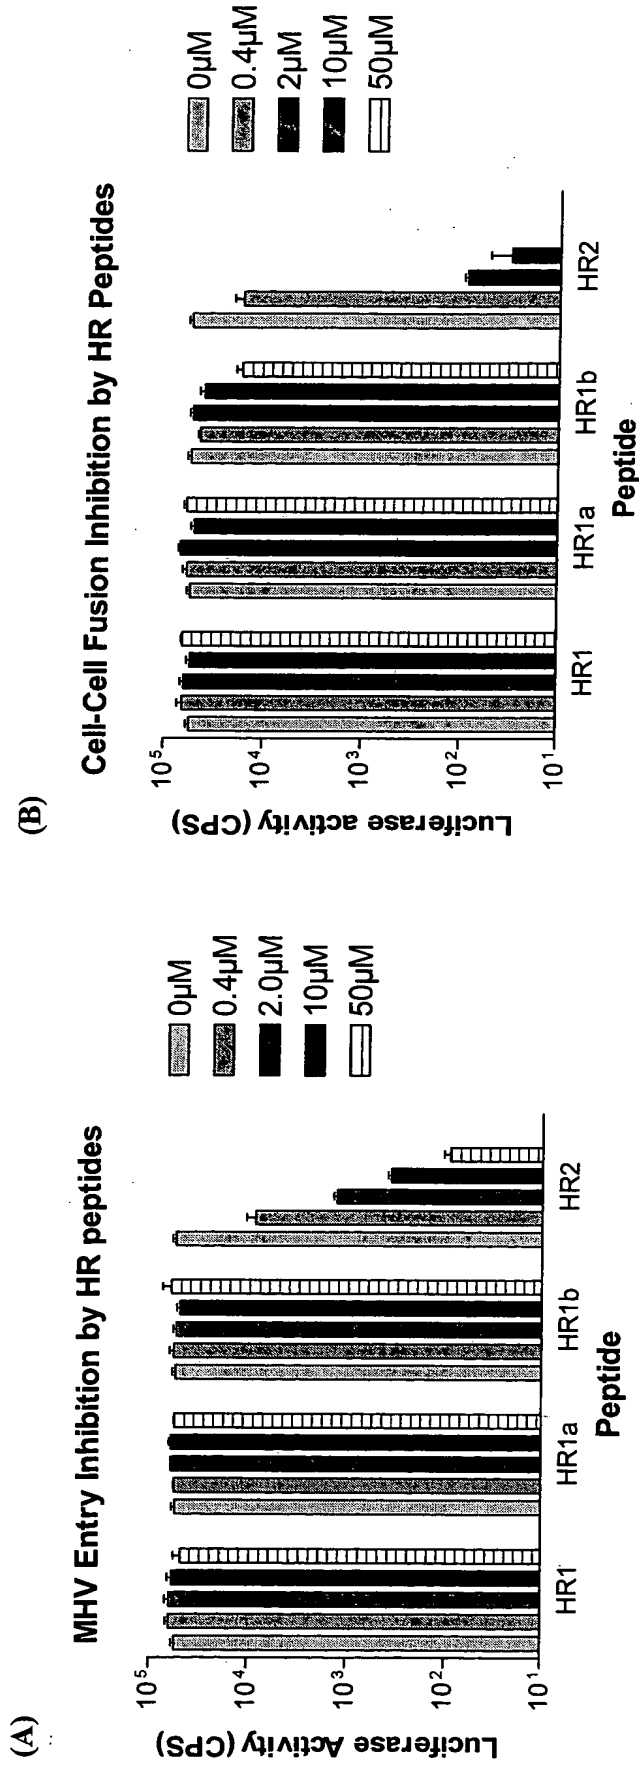 (A)
MHV Entry Inhibition by HR peptides
Luciferase Activity (CPS)
10^5
10^4
10^3
10^2
10^1
HR1
HR1a
HR1b
HR2
Peptide
0µM
0.4µM
2.0µM
10µM
50µM
(B)
Cell-Cell Fusion Inhibition by HR Peptides
Luciferase activity (CPS)
10^5
10^4
10^3
10^2
10^1
HR1
HR1a
HR1b
HR2
Peptide
0µM
0.4µM
2µM
10µM
50µM